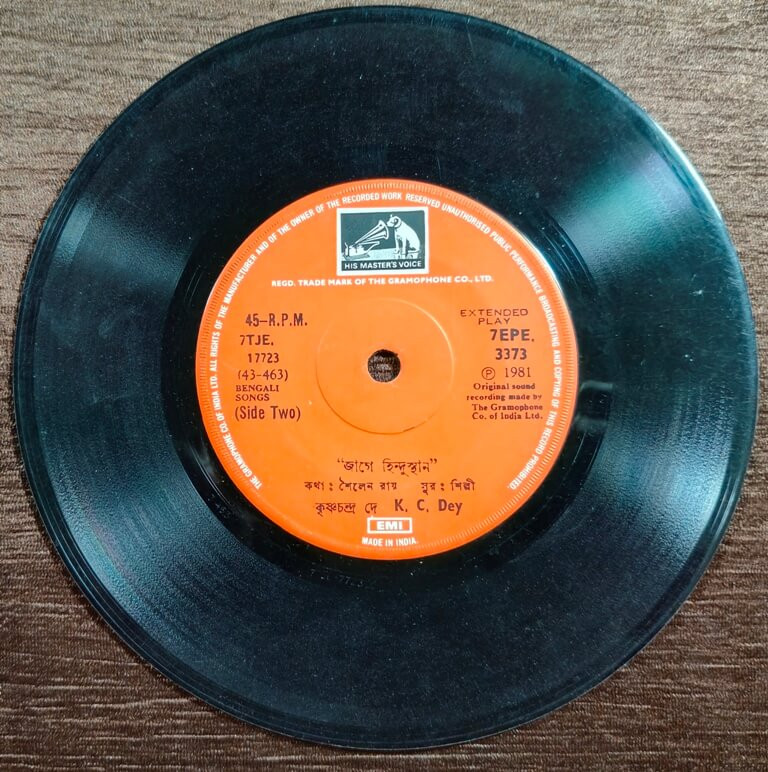 THE GRAMOPHONE CO. OF INDIA LTD. ALL RIGHTS OF THE MANUFACTURER AND OF THE OWNER OF THE RECORDED WORK RESERVED UNAUTHORISED PUBLIC PERFORMANCE BROADCASTING AND COPYING OF THIS RECORD PROHIBITED
HIS MASTER'S VOICE
REGD. TRADE MARK OF THE GRAMOPHONE CO., LTD.
45-R.P.M.
7TJE.
17723
(43-463)
BENGALI
SONGS
(Side Two)
EXTENDED
PLAY
7EPE.
3373
Ⓟ 1981
Original sound
recording made by
The Gramophone
Co. of India Ltd.
"জাগে হিন্দুস্থান"
কথা : শৈলেন রায় সুর : শিল্পী
কৃষ্ণচন্দ্র দে K. C. Dey
EMI
MADE IN INDIA